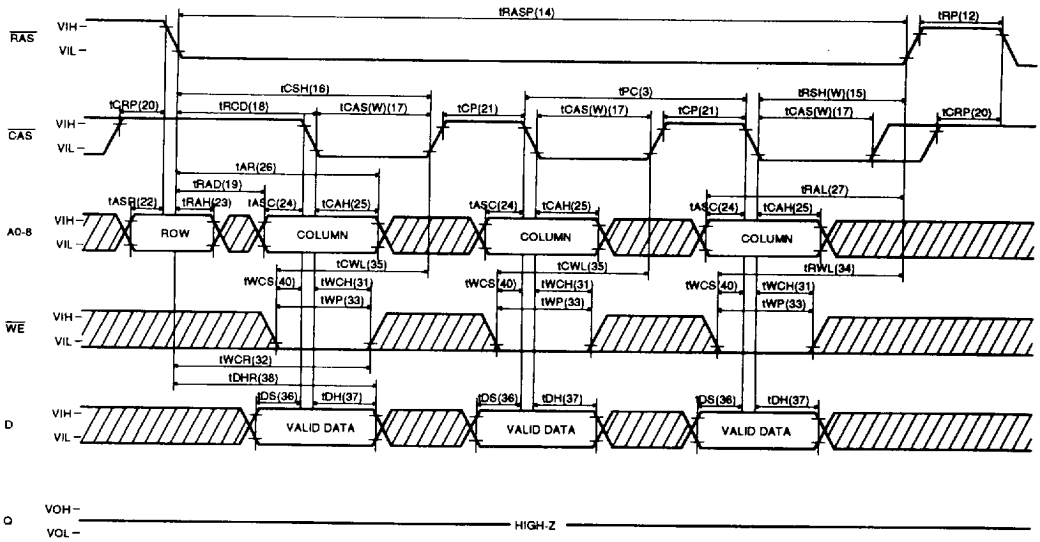 tRASP(14)
tRP(12)
RAS VIH
VIL
tCSH(16) tPC(3) tRSH(W)(15)
tCRP(20) tRCD(18) tCAS(W)(17) tCP(21) tCAS(W)(17) tCP(21) tCAS(W)(17) tCRP(20)
CAS VIH
VIL
tAR(26)
tRAD(19) tRAL(27)
tASR(22) tRAH(23) tASC(24) tCAH(25) tASC(24) tCAH(25) tASC(24) tCAH(25)
A0-8 VIH
VIL
ROW COLUMN COLUMN COLUMN
tCWL(35) tCWL(35) tRWL(34)
tWCS(40) tWCH(31) tWCS(40) tWCH(31) tWCS(40) tWCH(31)
tWP(33) tWP(33) tWP(33)
WE VIH
VIL
tWCR(32)
tDHR(38)
tDS(36) tDH(37) tDS(36) tDH(37) tDS(36) tDH(37)
D VIH
VIL
VALID DATA VALID DATA VALID DATA
Q VOH
VOL
HIGH-Z